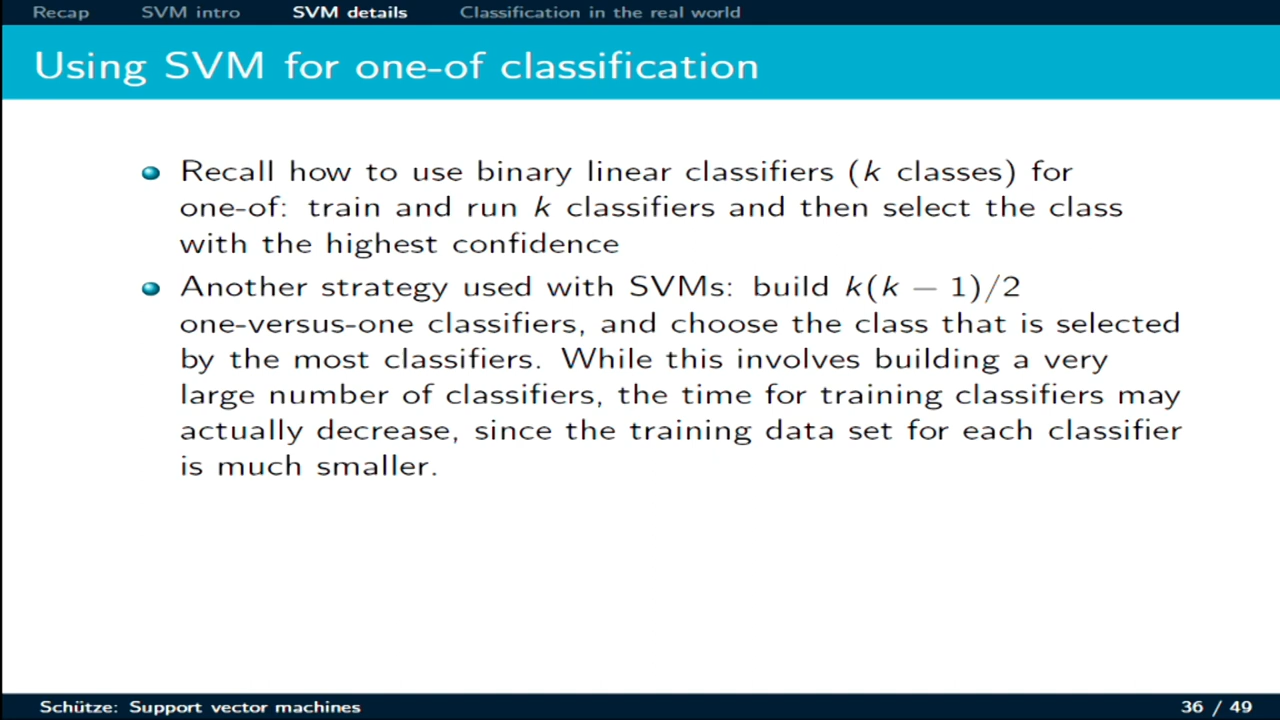 Recap SVM intro SVM details Classification in the real world
Using SVM for one-of classification
Recall how to use binary linear classifiers (k classes) for
one-of: train and run k classifiers and then select the class
with the highest confidence
Another strategy used with SVMs: build k(k − 1)/2
one-versus-one classifiers, and choose the class that is selected
by the most classifiers. While this involves building a very
large number of classifiers, the time for training classifiers may
actually decrease, since the training data set for each classifier
is much smaller.
Schütze: Support vector machines 36 / 49